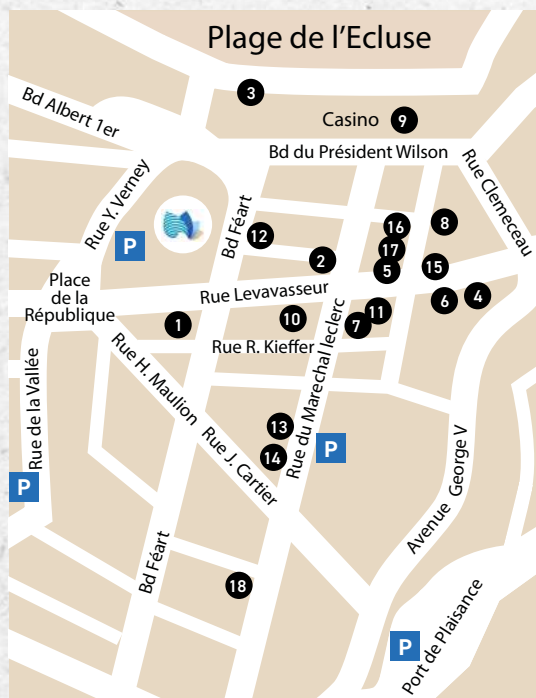 Plage de l'Ecluse
3
Casino 9
Bd Albert 1er
Bd du Président Wilson
Rue Clemeceau
Rue Y. Verney
P
Bd Féart
12
16
8
17
2
5
15
Place
de la
République
Rue Levavasseur
6
4
1
10
11
7
Rue R. Kieffer
Rue du Marechal leclerc
Rue H. Maulion
Rue de la Vallée
13
14
P
Rue J. Cartier
Avenue George V
P
Bd Féart
18
P
Port de Plaisance